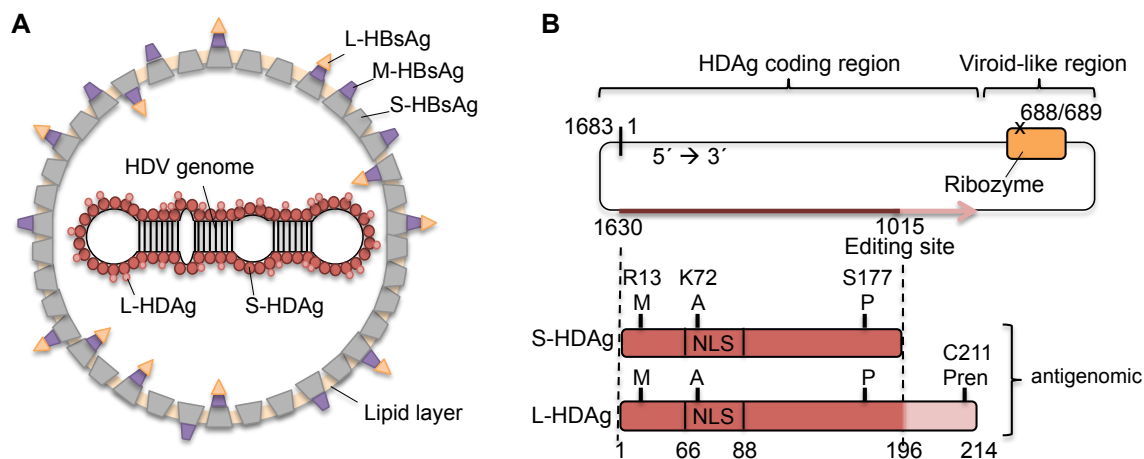 A
L-HBsAg
M-HBsAg
S-HBsAg
HDV genome
L-HDAg
S-HDAg
Lipid layer
B
HDAg coding region
Viroid-like region
1683
1
x
688/689
5´ → 3´
Ribozyme
1630
1015
Editing site
R13
K72
S177
M
A
P
S-HDAg
NLS
C211
Pren
M
A
P
L-HDAg
NLS
antigenomic
1
66
88
196
214